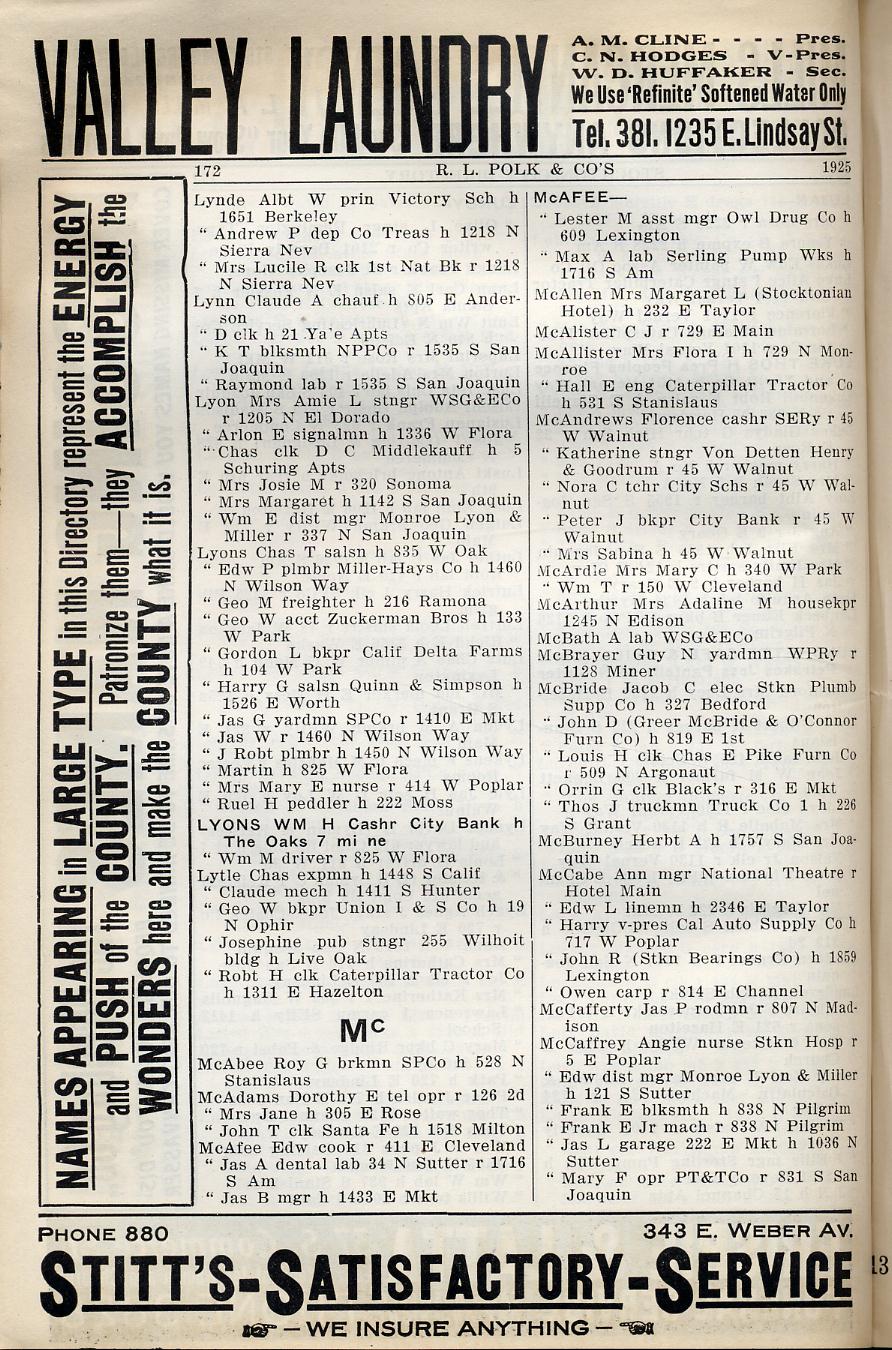 VALLEY LAUNDRY
A. M. CLINE - - - - Pres.
C. N. HODGES - V-Pres.
W. D. HUFFAKER - Sec.
We Use 'Refinite' Softened Water Only
Tel. 381. 1235 E. Lindsay St.
172 R. L. POLK & CO'S 1925
NAMES APPEARING in LARGE TYPE in this Directory represent the ENERGY
and PUSH of the COUNTY. Patronize them—they ACCOMPLISH the
WONDERS here and make the COUNTY what it is.
Lynde Albt W prin Victory Sch h
1651 Berkeley
" Andrew P dep Co Treas h 1218 N
Sierra Nev
" Mrs Lucile R clk 1st Nat Bk r 1218
N Sierra Nev
Lynn Claude A chauf h 805 E Ander-
son
" D clk h 21 Ya'e Apts
" K T blksmth NPPCo r 1535 S San
Joaquin
" Raymond lab r 1535 S San Joaquin
Lyon Mrs Amie L stngr WSG&ECo
r 1205 N El Dorado
" Arlon E signalmn h 1336 W Flora
" Chas clk D C Middlekauff h 5
Schuring Apts
" Mrs Josie M r 320 Sonoma
" Mrs Margaret h 1142 S San Joaquin
" Wm E dist mgr Monroe Lyon &
Miller r 337 N San Joaquin
Lyons Chas T salsn h 835 W Oak
" Edw P plmbr Miller-Hays Co h 1460
N Wilson Way
" Geo M freighter h 216 Ramona
" Geo W acct Zuckerman Bros h 133
W Park
" Gordon L bkpr Calif Delta Farms
h 104 W Park
" Harry G salsn Quinn & Simpson h
1526 E Worth
" Jas G yardmn SPCo r 1410 E Mkt
" Jas W r 1460 N Wilson Way
" J Robt plmbr h 1450 N Wilson Way
" Martin h 825 W Flora
" Mrs Mary E nurse r 414 W Poplar
" Ruel H peddler h 222 Moss
LYONS WM H Cashr City Bank h
The Oaks 7 mi ne
" Wm M driver r 825 W Flora
Lytle Chas expmn h 1448 S Calif
" Claude mech h 1411 S Hunter
" Geo W bkpr Union I & S Co h 19
N Ophir
" Josephine pub stngr 255 Wilhoit
bldg h Live Oak
" Robt H clk Caterpillar Tractor Co
h 1311 E Hazelton
Mc
McAbee Roy G brkmn SPCo h 528 N
Stanislaus
McAdams Dorothy E tel opr r 126 2d
" Mrs Jane h 305 E Rose
" John T clk Santa Fe h 1518 Milton
McAfee Edw cook r 411 E Cleveland
" Jas A dental lab 34 N Sutter r 1716
S Am
" Jas B mgr h 1433 E Mkt
McAFEE—
" Lester M asst mgr Owl Drug Co h
609 Lexington
" Max A lab Serling Pump Wks h
1716 S Am
McAllen Mrs Margaret L (Stocktonian
Hotel) h 232 E Taylor
McAlister C J r 729 E Main
McAllister Mrs Flora I h 729 N Mon-
roe
" Hall E eng Caterpillar Tractor Co
h 531 S Stanislaus
McAndrews Florence cashr SERy r 45
W Walnut
" Katherine stngr Von Detten Henry
& Goodrum r 45 W Walnut
" Nora C tchr City Schs r 45 W Wal-
nut
" Peter J bkpr City Bank r 45 W
Walnut
" Mrs Sabina h 45 W Walnut
McArdle Mrs Mary C h 340 W Park
" Wm T r 150 W Cleveland
McArthur Mrs Adaline M housekpr
1245 N Edison
McBath A lab WSG&ECo
McBrayer Guy N yardmn WPRy r
1128 Miner
McBride Jacob C elec Stkn Plumb
Supp Co h 327 Bedford
" John D (Greer McBride & O'Connor
Furn Co) h 819 E 1st
" Louis H clk Chas E Pike Furn Co
r 509 N Argonaut
" Orrin G clk Black's r 316 E Mkt
" Thos J truckmn Truck Co 1 h 226
S Grant
McBurney Herbt A h 1757 S San Joa-
quin
McCabe Ann mgr National Theatre r
Hotel Main
" Edw L linemn h 2346 E Taylor
" Harry v-pres Cal Auto Supply Co h
717 W Poplar
" John R (Stkn Bearings Co) h 1859
Lexington
" Owen carp r 814 E Channel
McCafferty Jas P rodmn r 807 N Mad-
ison
McCaffrey Angie nurse Stkn Hosp r
5 E Poplar
" Edw dist mgr Monroe Lyon & Miller
h 121 S Sutter
" Frank E blksmth h 838 N Pilgrim
" Frank E Jr mach r 838 N Pilgrim
" Jas L garage 222 E Mkt h 1036 N
Sutter
" Mary F opr PT&TCo r 831 S San
Joaquin
PHONE 880 343 E. WEBER AV.
STITT'S-SATISFACTORY-SERVICE
— WE INSURE ANYTHING —
13